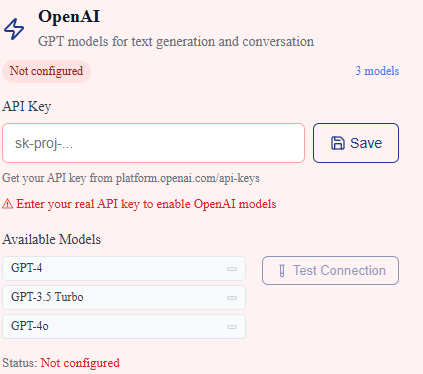 OpenAI
GPT models for text generation and conversation
Not configured
3 models
API Key
sk-proj-...
Save
Get your API key from platform.openai.com/api-keys
Enter your real API key to enable OpenAI models
Available Models
GPT-4
Test Connection
GPT-3.5 Turbo
GPT-4o
Status: Not configured